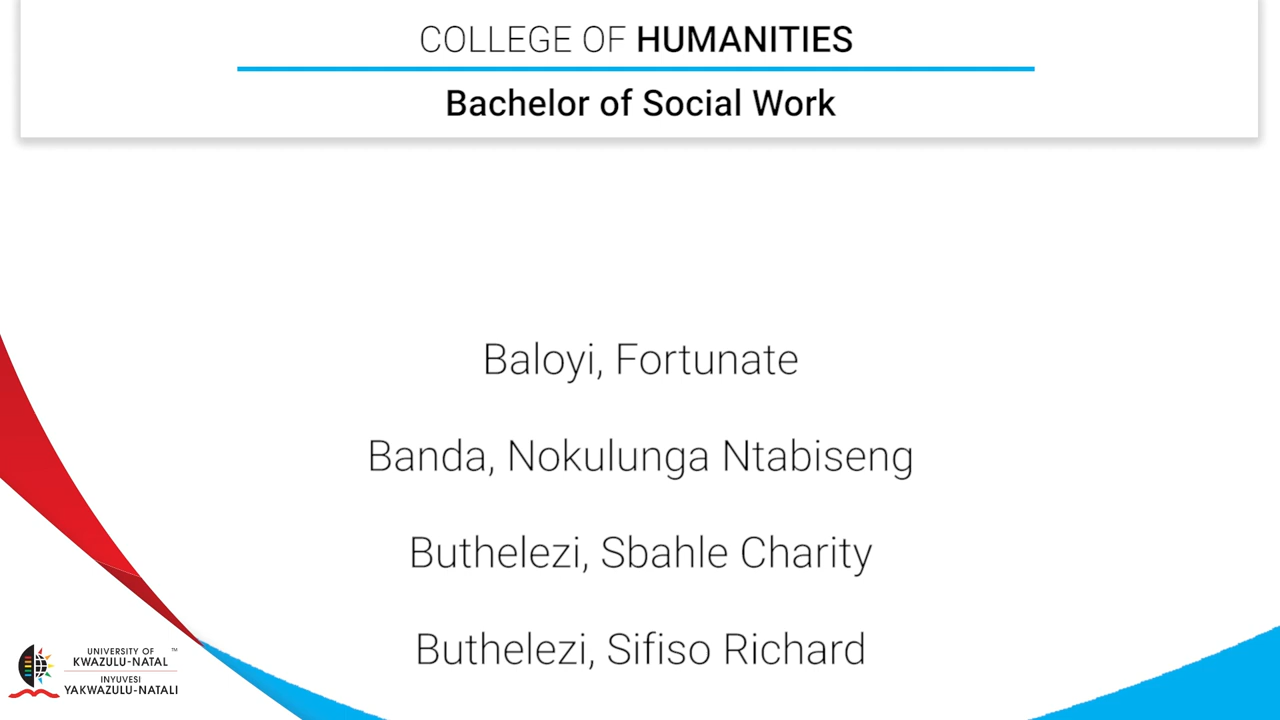 COLLEGE OF HUMANITIES
Bachelor of Social Work
Baloyi, Fortunate
Banda, Nokulunga Ntabiseng
Buthelezi, Sbahle Charity
Buthelezi, Sifiso Richard
UNIVERSITY OF ™
KWAZULU-NATAL
INYUVESI
YAKWAZULU-NATALI